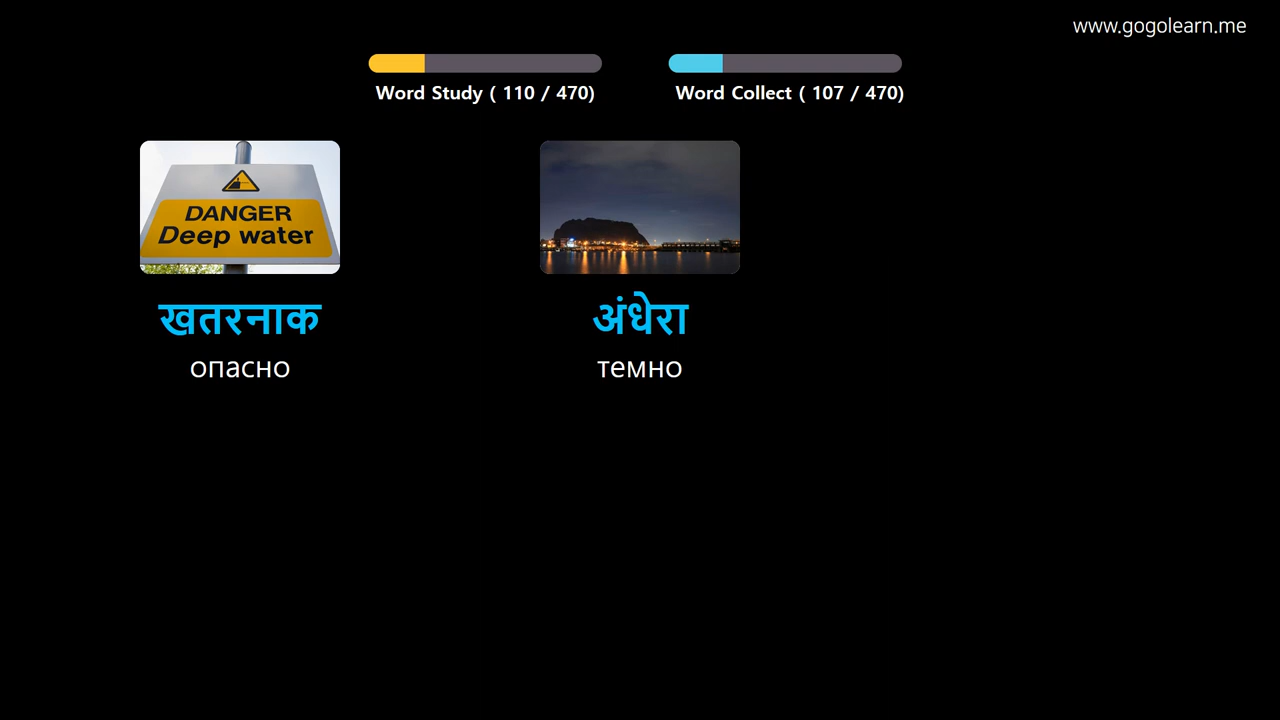 www.gogolearn.me
Word Study ( 110 / 470)
Word Collect ( 107 / 470)
DANGER
Deep water
खतरनाक
опасно
अंधेरा
темно